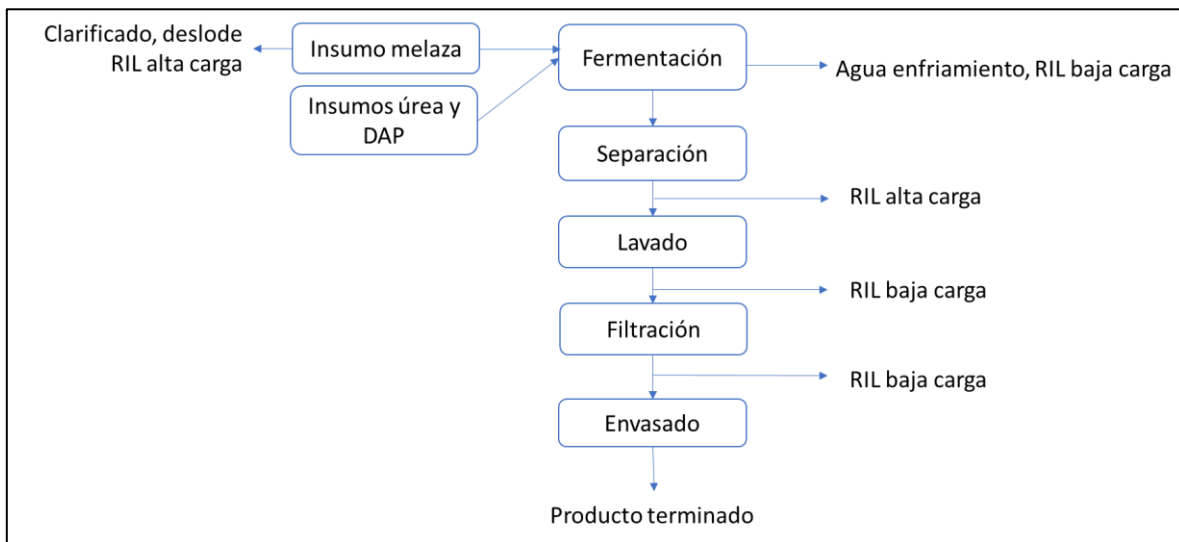 Clarificado, deslode
RIL alta carga
Insumo melaza
Fermentación
Agua enfriamiento, RIL baja carga
Insumos úrea y
DAP
Separación
RIL alta carga
Lavado
RIL baja carga
Filtración
RIL baja carga
Envasado
Producto terminado